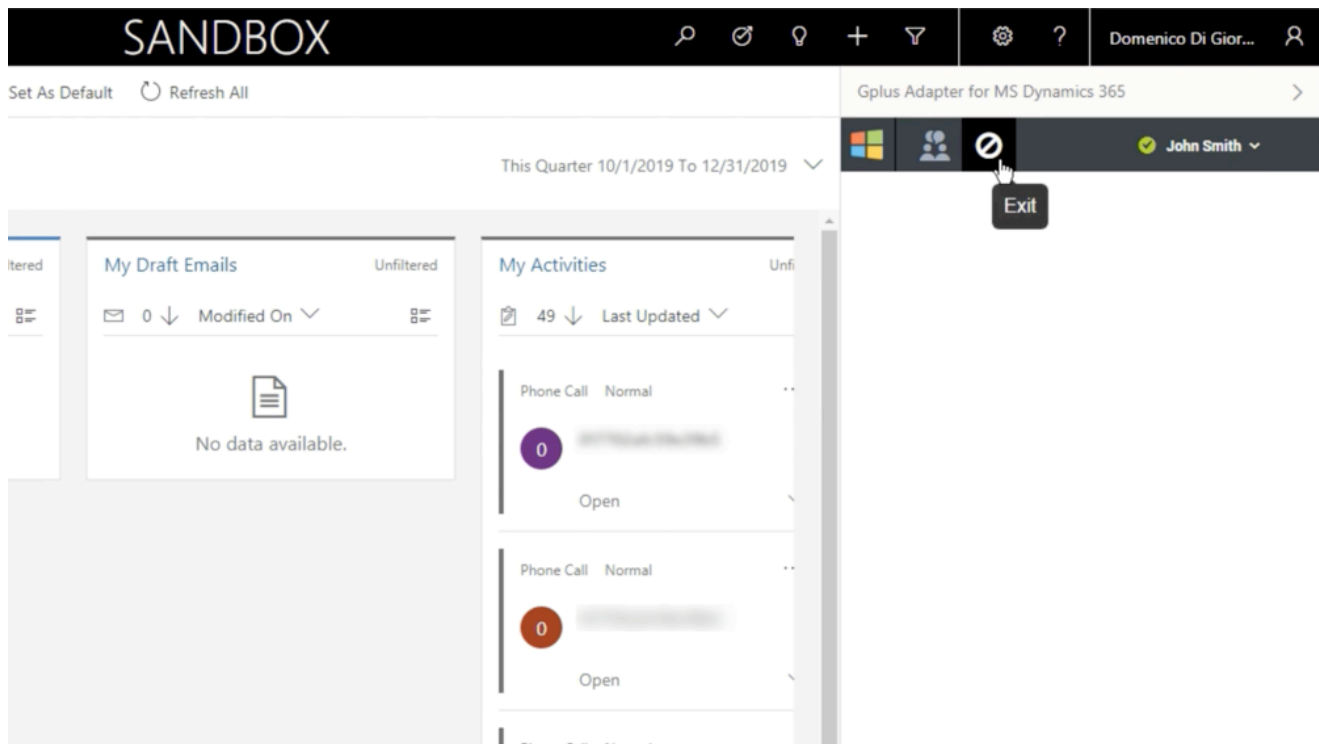 SANDBOX
Domenico Di Gior...
Set As Default Refresh All
Gplus Adapter for MS Dynamics 365
John Smith
Exit
This Quarter 10/1/2019 To 12/31/2019
ltered
My Draft Emails Unfiltered
0 Modified On
No data available.
My Activities Unfi
49 Last Updated
Phone Call Normal ..
0
Open
Phone Call Normal ..
0
Open